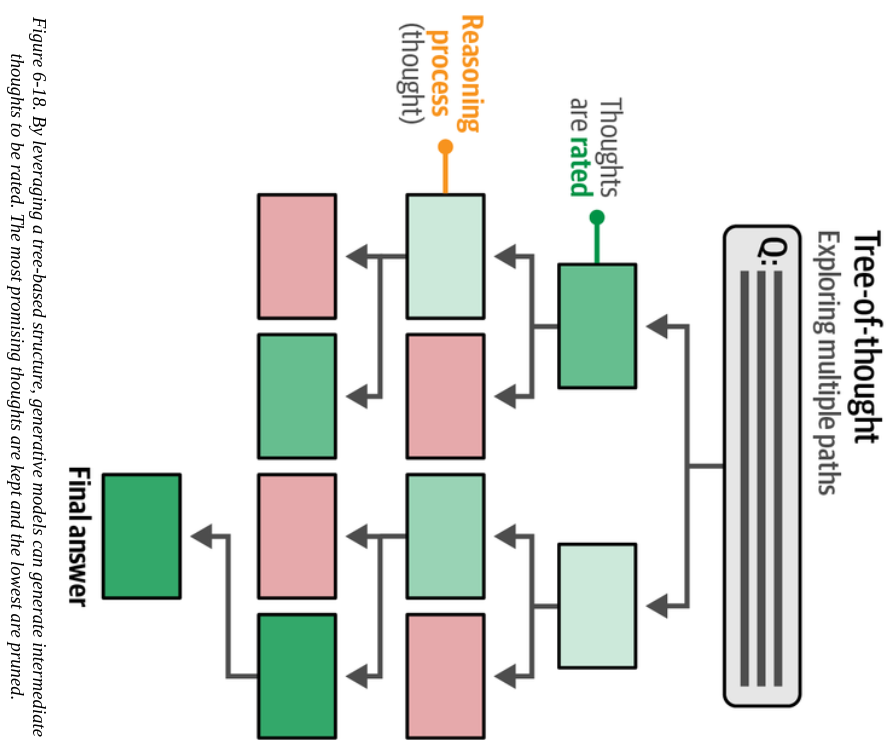 Tree-of-thought
Exploring multiple paths
Q:
Thoughts
are rated
Reasoning
process
(thought)
Final answer
Figure 6-18. By leveraging a tree-based structure, generative models can generate intermediate
thoughts to be rated. The most promising thoughts are kept and the lowest are pruned.